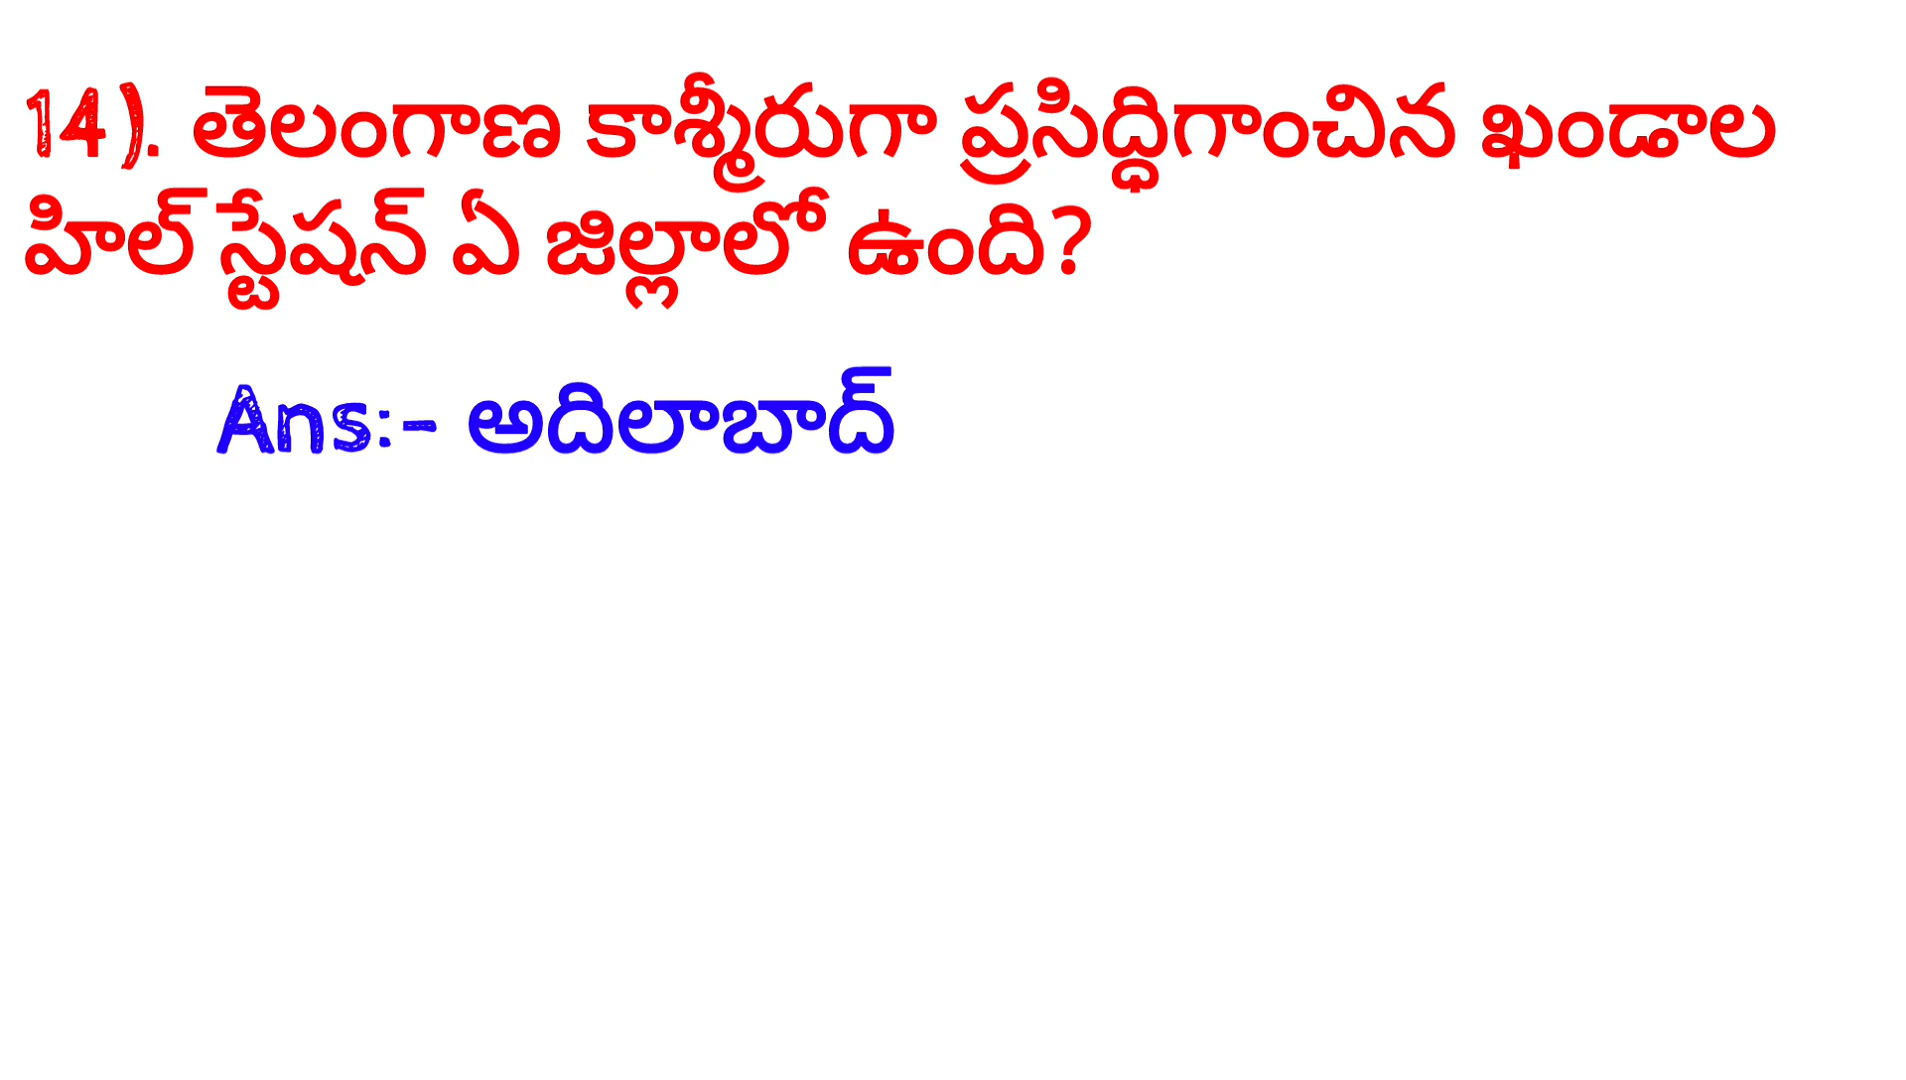 14). తెలంగాణ కాశ్మీరుగా ప్రసిద్ధిగాంచిన ఖండాల
హిల్ స్టేషన్ ఏ జిల్లాలో ఉంది?
Ans:- అదిలాబాద్